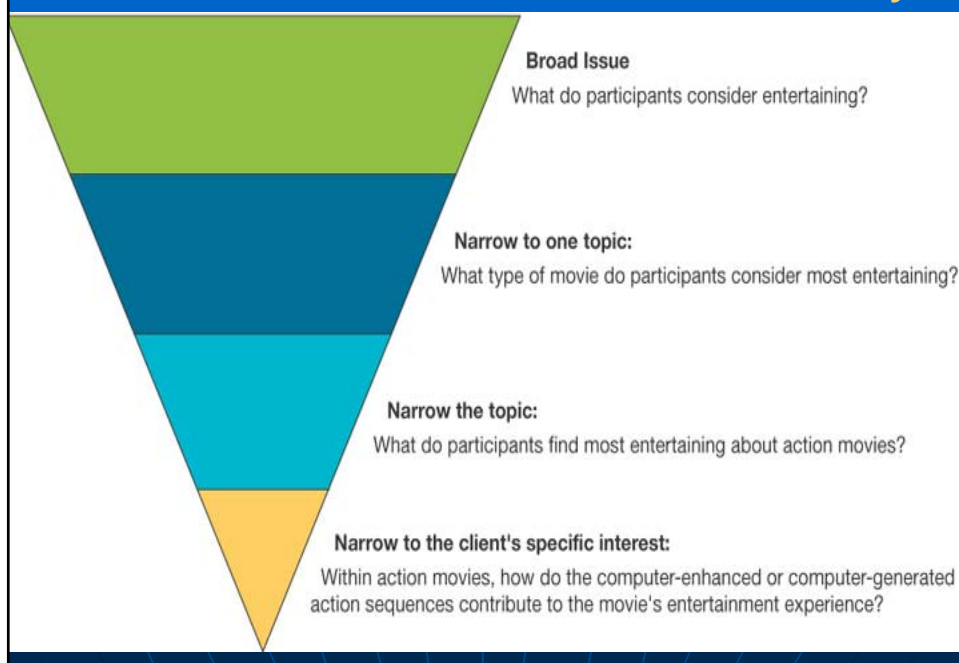 Broad Issue
What do participants consider entertaining?
Narrow to one topic:
What type of movie do participants consider most entertaining?
Narrow the topic:
What do participants find most entertaining about action movies?
Narrow to the client's specific interest:
Within action movies, how do the computer-enhanced or computer-generated
action sequences contribute to the movie's entertainment experience?